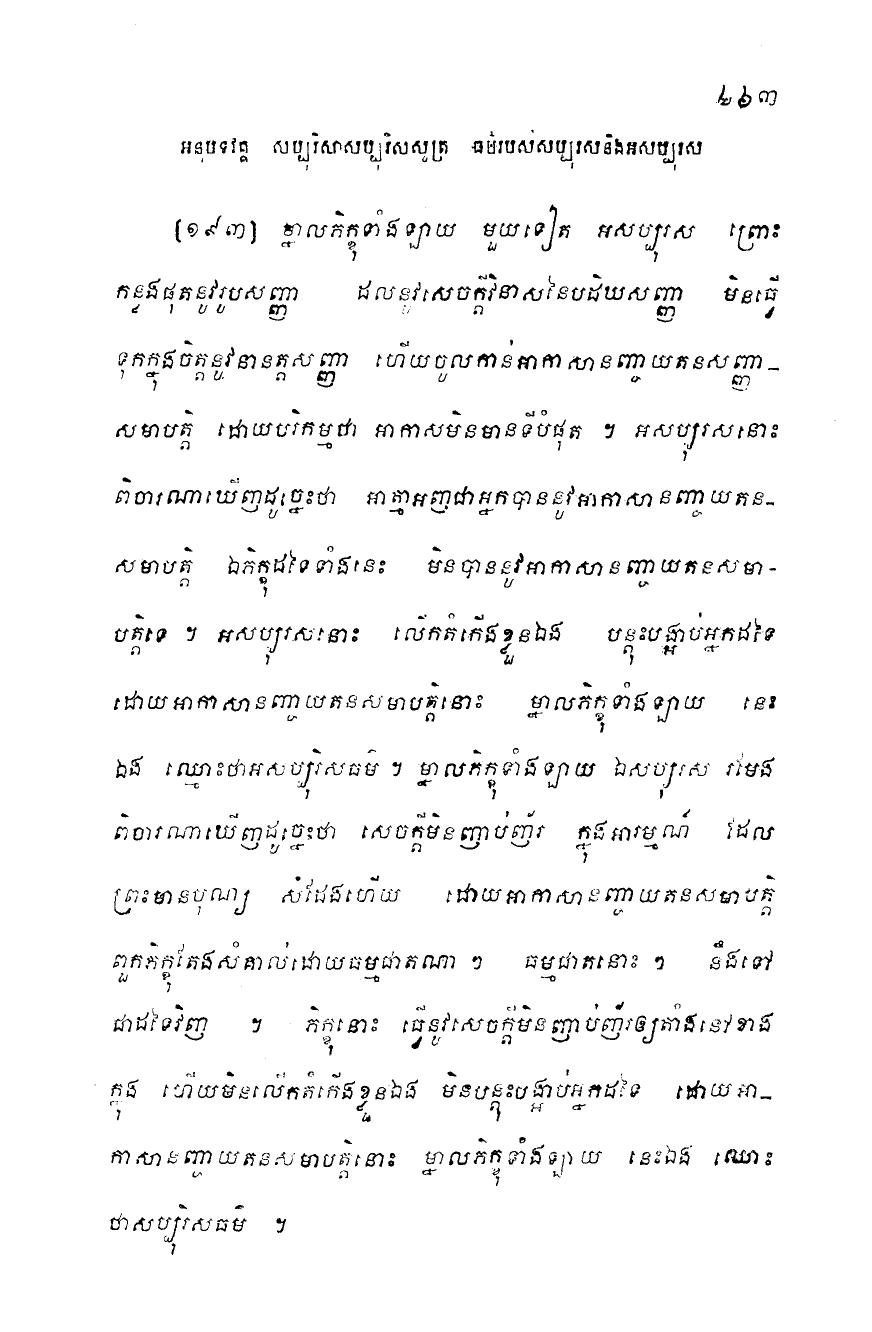 ២៦៣
អនុបទវគ្គ សប្បុរិសាសប្បុរិសសូត្រ ធម៌របស់សប្បុរសនិងអសប្បុរស
[១៩៣] ម្នាលភិក្ខុទាំងឡាយ មួយទៀត អសប្បុរស ព្រោះ
កន្លងផុតនូវរូបសញ្ញា ដល់នូវសេចក្តីវិនាសនៃបដិឃសញ្ញា មិនធ្វើ
ទុកក្នុងចិត្តនូវនានត្តសញ្ញា ហើយចូលកាន់អាកាសានញ្ចាយតនសញ្ញា-
សមាបត្តិ ដោយបរិកម្មថា អាកាសមិនមានទីបំផុត ។ អសប្បុរសនោះ
ពិចារណាឃើញដូច្នេះថា អាត្មាអញជាអ្នកបាននូវអាកាសានញ្ចាយតន-
សមាបត្តិ ឯភិក្ខុដទៃទាំងនេះ មិនបាននូវអាកាសានញ្ចាយតនសមា-
បត្តិទេ ។ អសប្បុរសនោះ លើកតំកើងខ្លួនឯង បន្តុះបង្អាប់អ្នកដទៃ
ដោយអាកាសានញ្ចាយតនសមាបត្តិនោះ ម្នាលភិក្ខុទាំងឡាយ នេះ
ឯង ឈ្មោះថាអសប្បុរិសធម៌ ។ ម្នាលភិក្ខុទាំងឡាយ ឯសប្បុរស រមែង
ពិចារណាឃើញដូច្នេះថា សេចក្តីមិនញាប់ញ័រ ក្នុងអារម្មណ៍ ដែល
ព្រះមានបុណ្យ សំដែងហើយ ដោយអាកាសានញ្ចាយតនសមាបត្តិ
ពួកភិក្ខុតែងសំគាល់ដោយធម្មជាតណា ៗ ធម្មជាតនោះ ៗ នឹងទៅ
ជាដទៃវិញ ។ ភិក្ខុនោះ ធ្វើនូវសេចក្តីមិនញាប់ញ័រឲ្យតាំងនៅខាង
ក្នុង ហើយមិនលើកតំកើងខ្លួនឯង មិនបន្តុះបង្អាប់អ្នកដទៃ ដោយអា-
កាសានញ្ចាយតនសមាបត្តិនោះ ម្នាលភិក្ខុទាំងឡាយ នេះឯង ឈោះ
ថាសប្បុរិសធម៌ ។